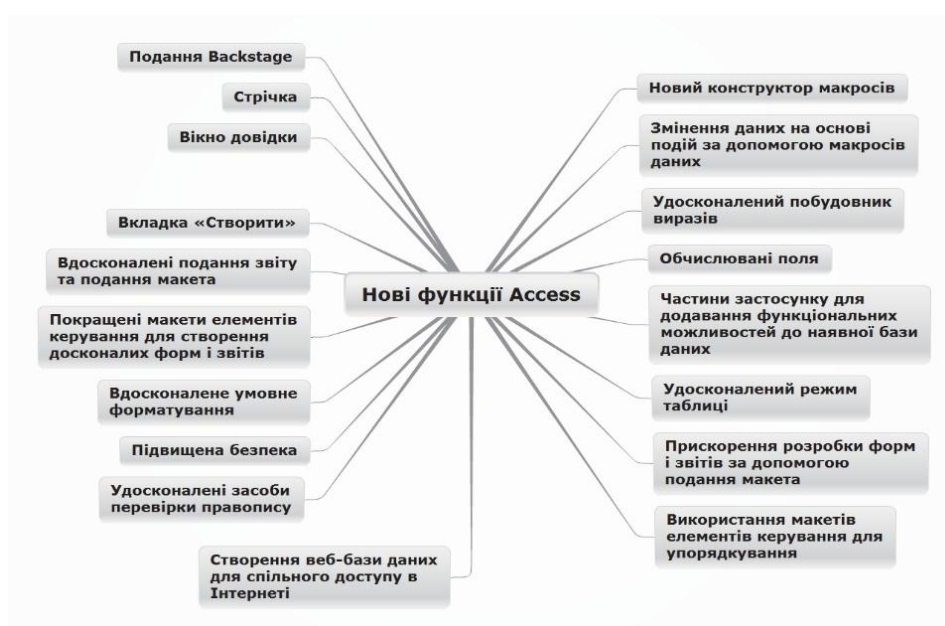 Подання Backstage
Стрічка
Вікно довідки
Вкладка «Створити»
Вдосконалені подання звіту
та подання макета
Покращені макети елементів
керування для створення
досконалих форм і звітів
Вдосконалене умовне
форматування
Підвищена безпека
Удосконалені засоби
перевірки правопису
Створення веб-бази даних
для спільного доступу в
Інтернеті
Нові функції Access
Новий конструктор макросів
Змінення даних на основі
подій за допомогою макросів
даних
Удосконалений побудовник
виразів
Обчислювані поля
Частини застосунку для
додавання функціональних
можливостей до наявної бази
даних
Удосконалений режим
таблиці
Прискорення розробки форм
і звітів за допомогою
подання макета
Використання макетів
елементів керування для
упорядкування